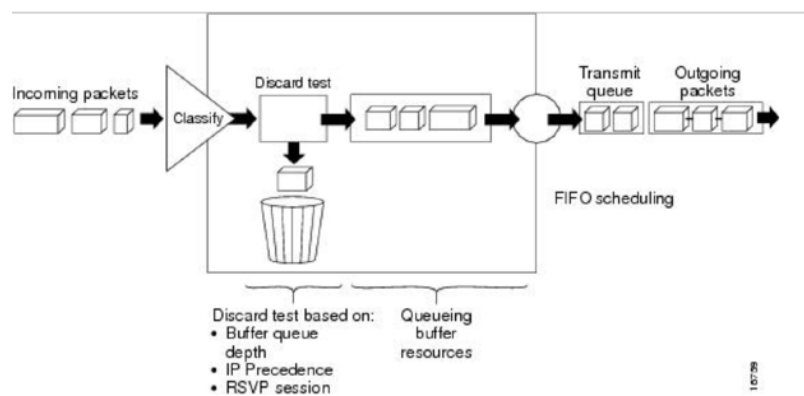 Incoming packets
Classify
Discard test
Transmit
queue
Outgoing
packets
FIFO scheduling
Discard test based on:
• Buffer queue
depth
• IP Precedence
• RSVP session
Queueing
buffer
resources
16759